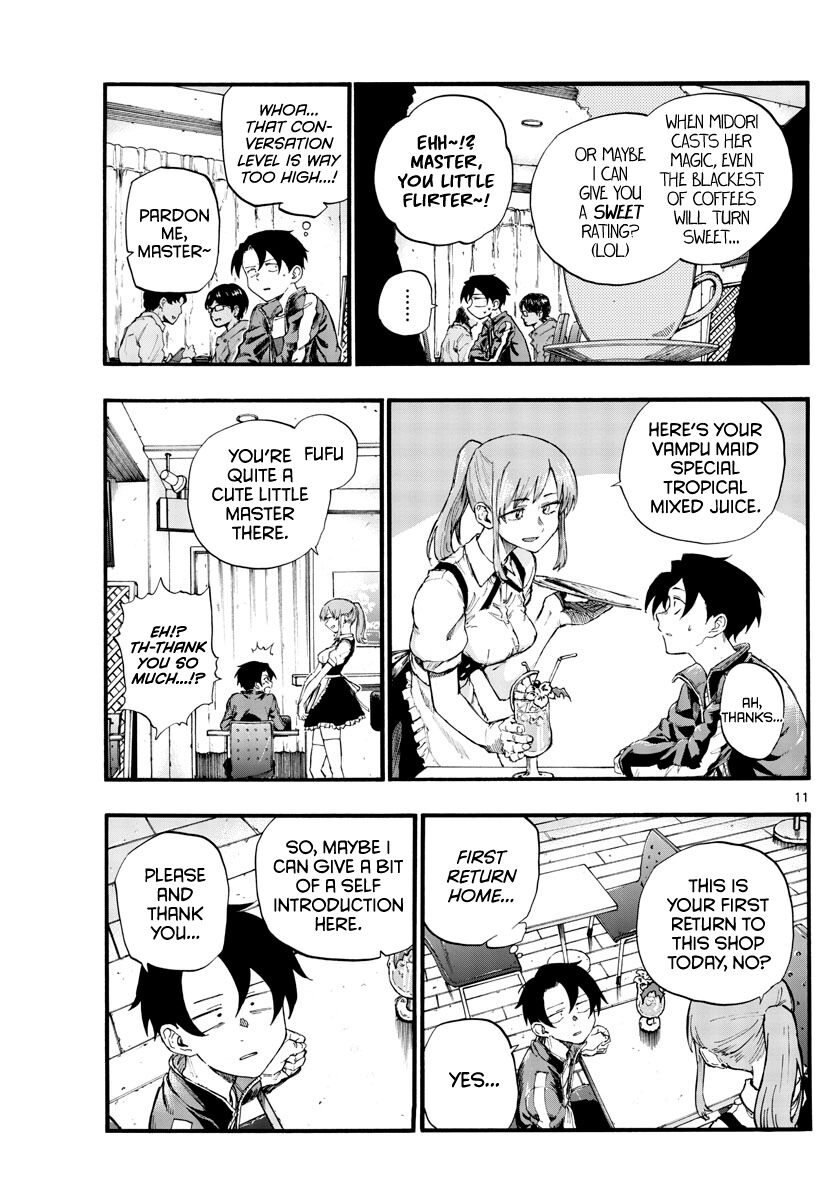 WHEN MIDORI
CASTS HER
MAGIC, EVEN
THE BLACKEST
OF COFFEES
WILL TURN
SWEET...
OR MAYBE
I CAN
GIVE YOU
A SWEET
RATING?
(LOL)
EHH~!?
MASTER,
YOU LITTLE
FLIRTER~!
......
WHOA...
THAT CON-
VERSATION
LEVEL IS WAY
TOO HIGH...!
PARDON
ME,
MASTER~
HERE'S YOUR
VAMPU MAID
SPECIAL
TROPICAL
MIXED JUICE.
AH,
THANKS...
FUFU
YOU'RE
QUITE A
CUTE LITTLE
MASTER
THERE.
EH!?
TH-THANK
YOU SO
MUCH...!?
11
THIS IS
YOUR FIRST
RETURN TO
THIS SHOP
TODAY, NO?
FIRST
RETURN
HOME...
YES...
SO, MAYBE I
CAN GIVE A BIT
OF A SELF
INTRODUCTION
HERE.
PLEASE
AND
THANK
YOU...